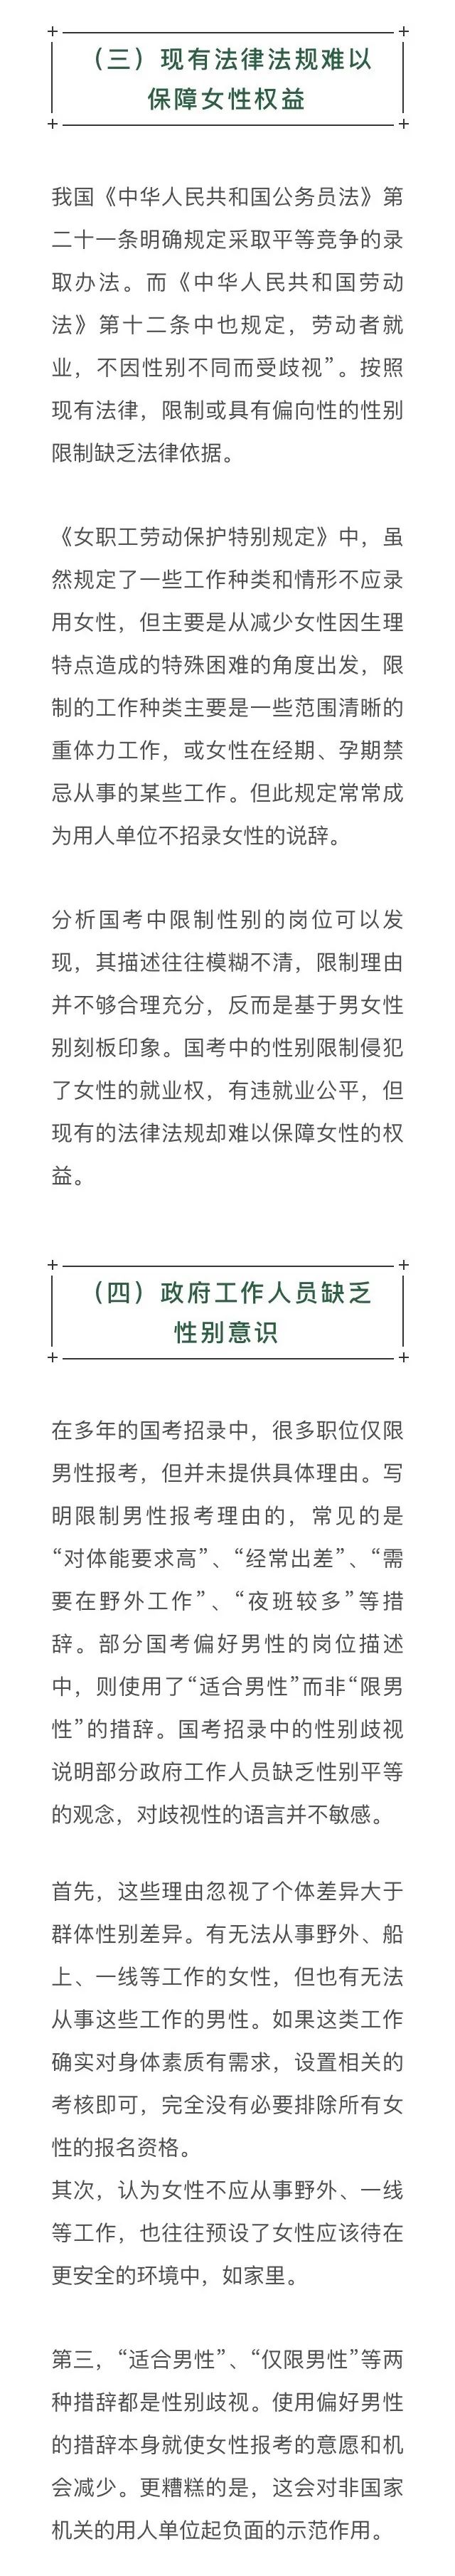 （三）现有法律法规难以
保障女性权益
我国《中华人民共和国公务员法》第
二十一条明确规定采取平等竞争的录
取办法。而《中华人民共和国劳动
法》第十二条中也规定，劳动者就
业，不因性别不同而受歧视”。按照
现有法律，限制或具有偏向性的性别
限制缺乏法律依据。
《女职工劳动保护特别规定》中，虽
然规定了一些工作种类和情形不应录
用女性，但主要是从减少女性因生理
特点造成的特殊困难的角度出发，限
制的工作种类主要是一些范围清晰的
重体力工作，或女性在经期、孕期禁
忌从事的某些工作。但此规定常常成
为用人单位不招录女性的说辞。
分析国考中限制性别的岗位可以发
现，其描述往往模糊不清，限制理由
并不够合理充分，反而是基于男女性
别刻板印象。国考中的性别限制侵犯
了女性的就业权，有违就业公平，但
现有的法律法规却难以保障女性的权
益。
（四）政府工作人员缺乏
性别意识
在多年的国考招录中，很多职位仅限
男性报考，但并未提供具体理由。写
明限制男性报考理由的，常见的是
“对体能要求高”、“经常出差”、“需
要在野外工作”、“夜班较多”等措
辞。部分国考偏好男性的岗位描述
中，则使用了“适合男性”而非“限男
性”的措辞。国考招录中的性别歧视
说明部分政府工作人员缺乏性别平等
的观念，对歧视性的语言并不敏感。
首先，这些理由忽视了个体差异大于
群体性别差异。有无法从事野外、船
上、一线等工作的女性，但也有无法
从事这些工作的男性。如果这类工作
确实对身体素质有需求，设置相关的
考核即可，完全没有必要排除所有女
性的报名资格。
其次，认为女性不应从事野外、一线
等工作，也往往预设了女性应该待在
更安全的环境中，如家里。
第三，“适合男性”、“仅限男性”等两
种措辞都是性别歧视。使用偏好男性
的措辞本身就使女性报考的意愿和机
会减少。更糟糕的是，这会对非国家
机关的用人单位起负面的示范作用。